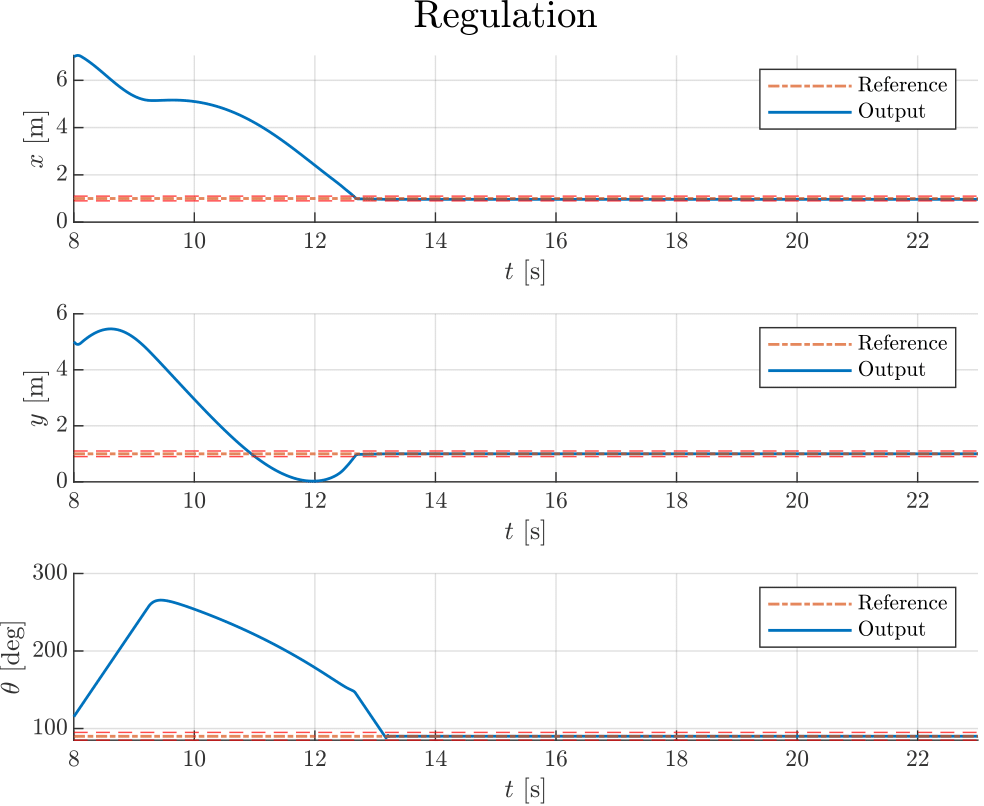 Regulation
6
4
2
0
x [m]
Reference
Output
8 10 12 14 16 18 20 22
t [s]
6
4
2
0
y [m]
Reference
Output
8 10 12 14 16 18 20 22
t [s]
300
200
100
θ [deg]
Reference
Output
8 10 12 14 16 18 20 22
t [s]